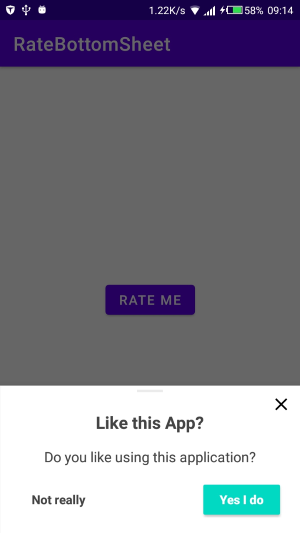 1.22K/s 58% 09:14
RateBottomSheet
RATE ME
Like this App?
Do you like using this application?
Not really Yes I do